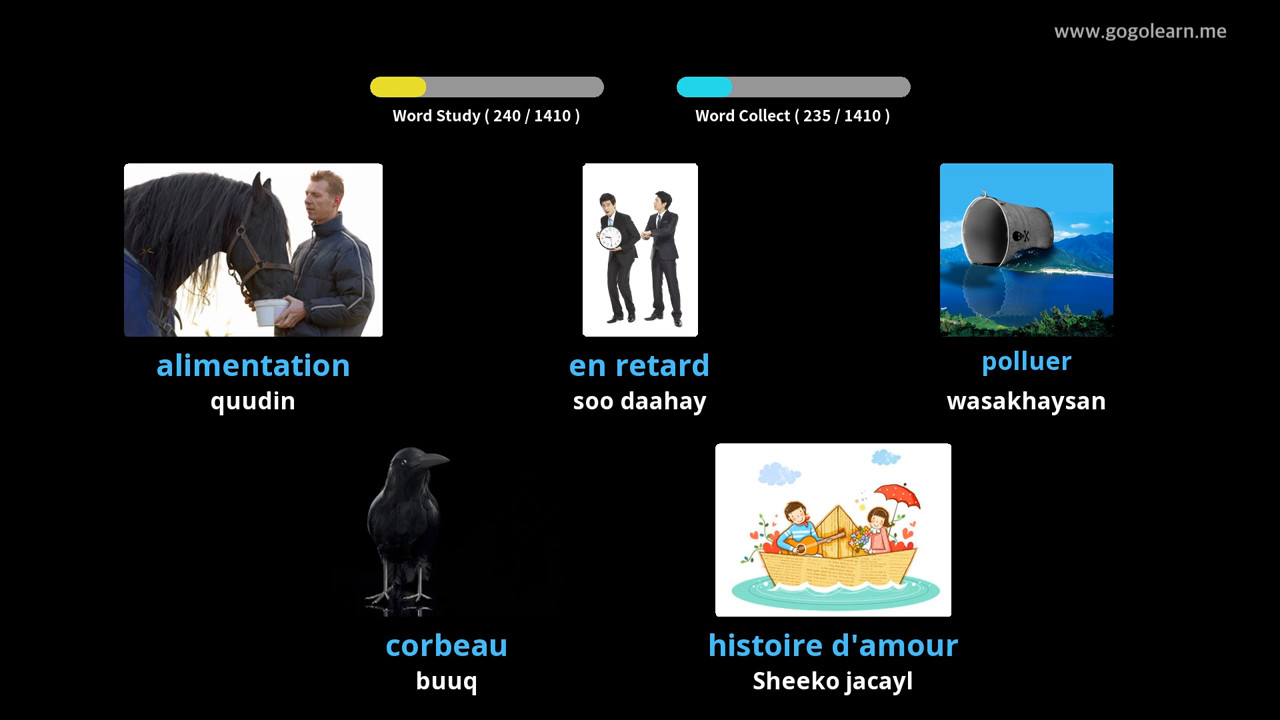 www.gogolearn.me
Word Study ( 240 / 1410 )
Word Collect ( 235 / 1410 )
alimentation
quudin
en retard
soo daahay
polluer
wasakhaysan
corbeau
buuq
histoire d'amour
Sheeko jacayl